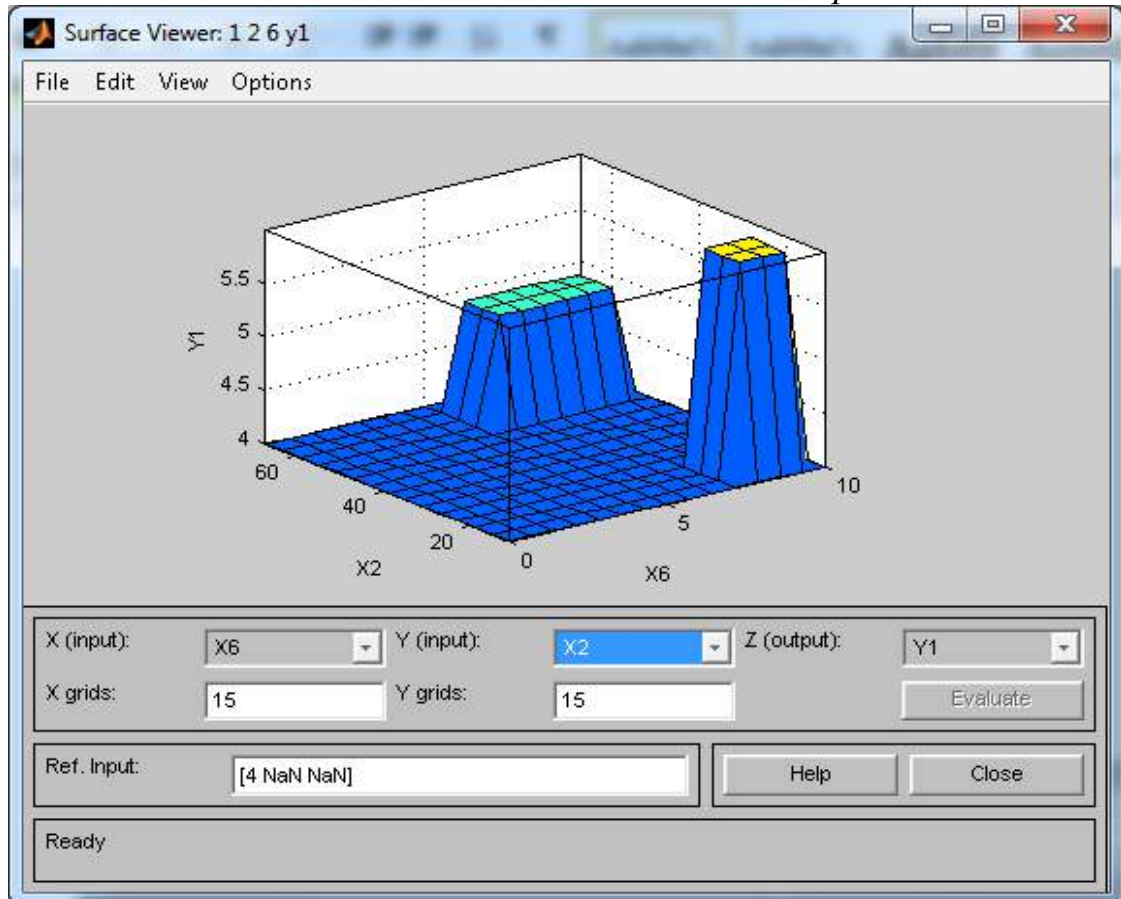 Surface Viewer: 1 2 6 y1
File Edit View Options
5.5
5
4.5
4
Y1
60
40
20
X2
0
5
10
X6
X (input): X6 Y (input): X2 Z (output): Y1
X grids: 15 Y grids: 15 Evaluate
Ref. Input: [4 NaN NaN] Help Close
Ready